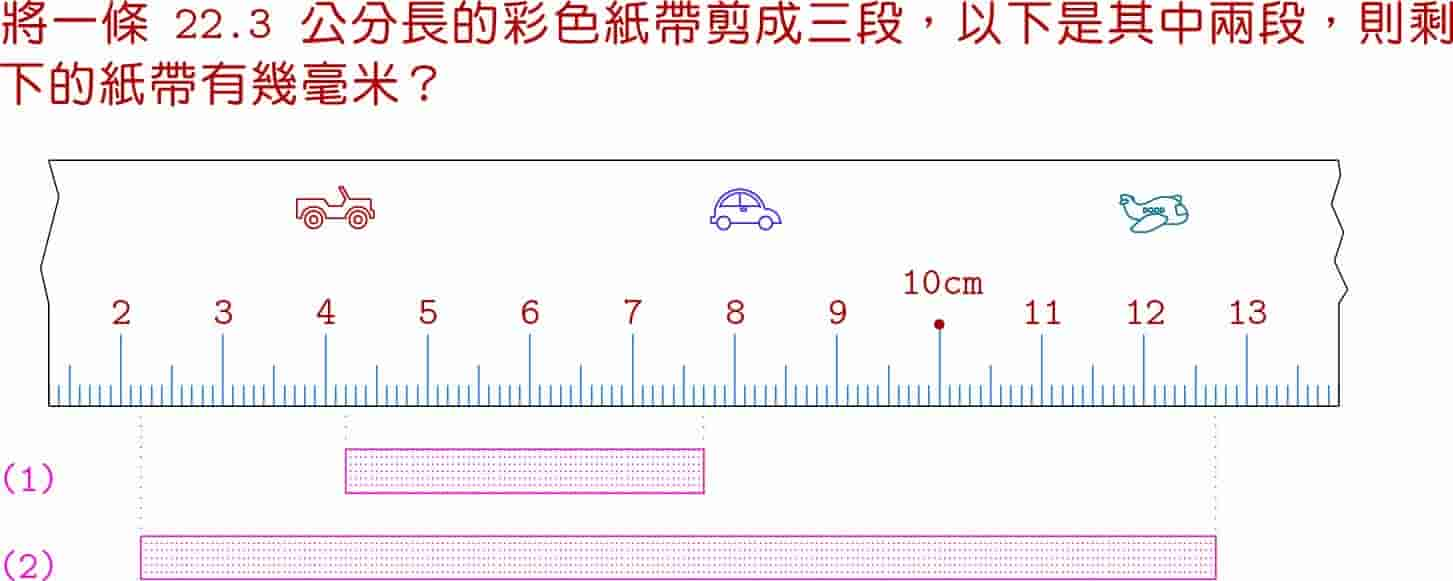 將一條 22.3 公分長的彩色紙帶剪成三段，以下是其中兩段，則剩
下的紙帶有幾毫米？
10cm
2 3 4 5 6 7 8 9 11 12 13
(1)
(2)